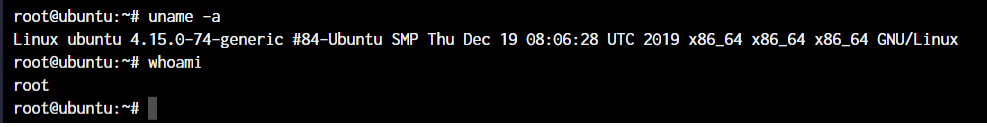 root@ubuntu:~# uname -a
Linux ubuntu 4.15.0-74-generic #84-Ubuntu SMP Thu Dec 19 08:06:28 UTC 2019 x86_64 x86_64 x86_64 GNU/Linux
root@ubuntu:~# whoami
root
root@ubuntu:~#